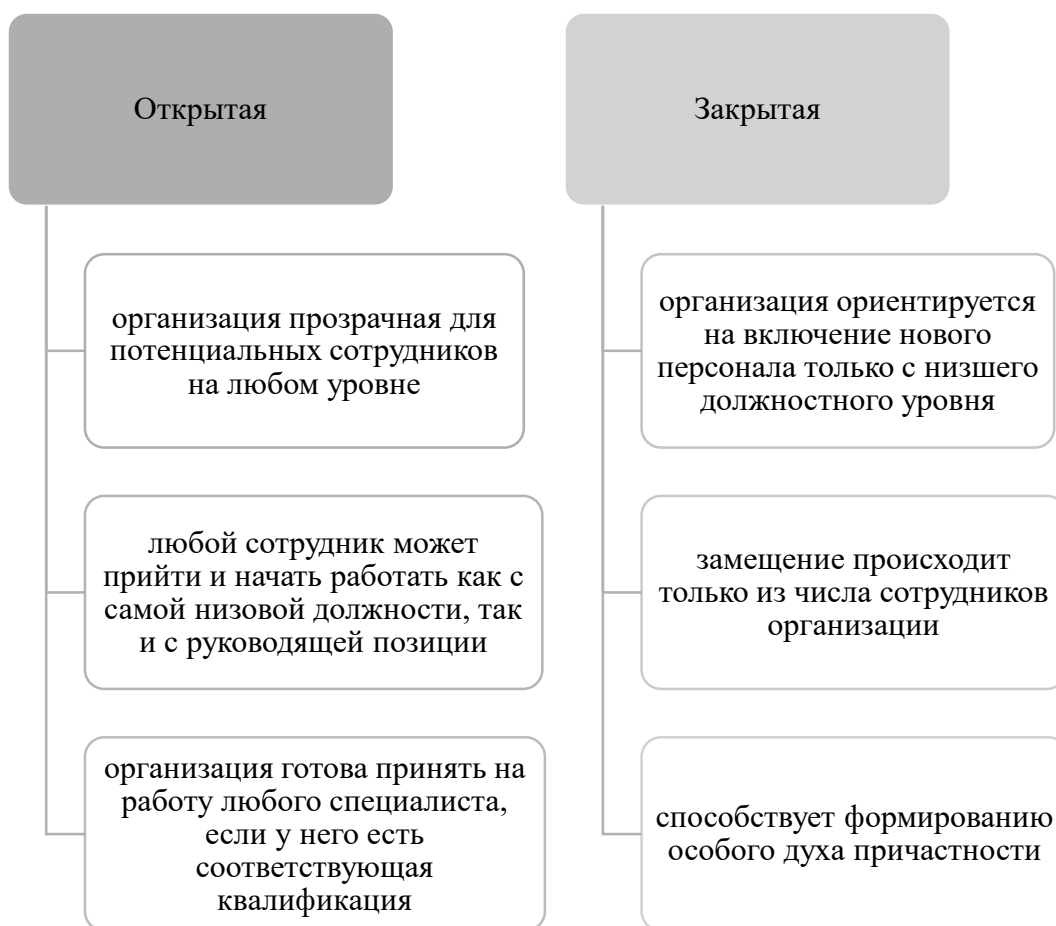 Открытая
организация прозрачная для
потенциальных сотрудников
на любом уровне
любой сотрудник может
прийти и начать работать как с
самой низовой должности, так
и с руководящей позиции
организация готова принять на
работу любого специалиста,
если у него есть
соответствующая
квалификация
Закрытая
организация ориентируется
на включение нового
персонала только с низшего
должностного уровня
замещение происходит
только из числа сотрудников
организации
способствует формированию
особого духа причастности